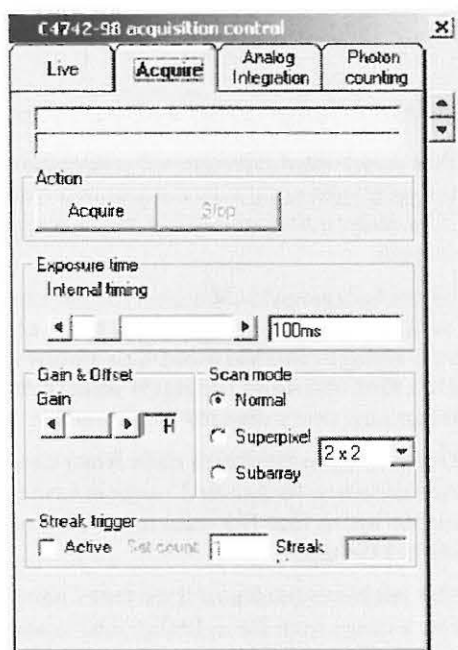 C4742-98 acquisition control
Live
Acquire
Analog Integration
Photon counting
Action
Acquire
Stop
Exposure time
Internal timing
100ms
Gain & Offset
Gain
H
Scan mode
Normal
Superpixel
2 x 2
Subarray
Streak trigger
Active
Set count
1
Streak